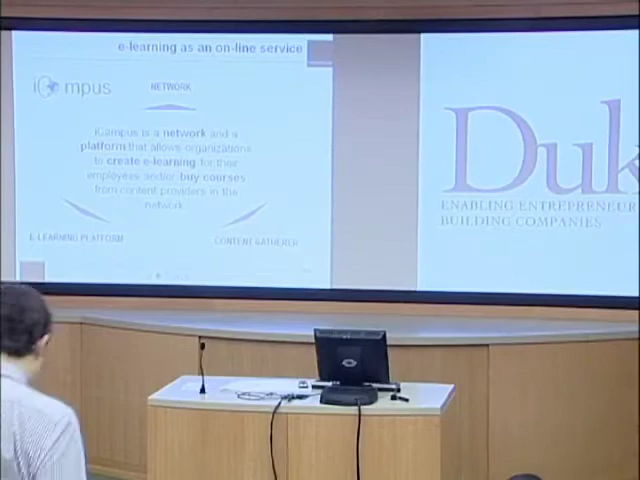 e-learning as an on-line service
iCampus
NETWORK
iCampus is a network and a
platform that allows organizations
to create e-learning for their
employees and/or buy courses
from content providers in the
network.
E-LEARNING PLATFORM
CONTENT GATHERER
Duk
ENABLING ENTREPRENEUR
BUILDING COMPANIES
DELL